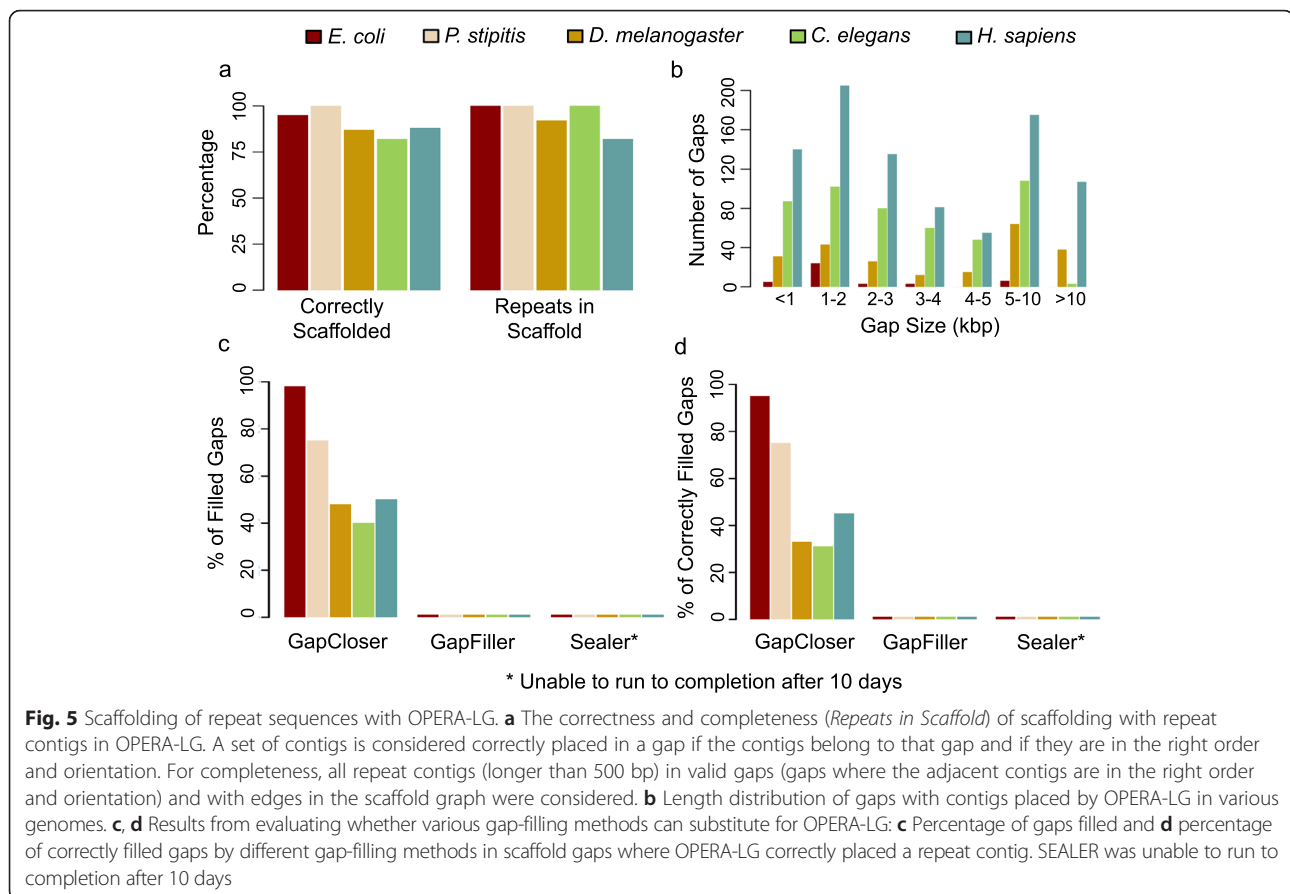 E. coli P. stipitis D. melanogaster C. elegans H. sapiens
a
Percentage
0 25 50 75 100
Correctly Scaffolded
Repeats in Scaffold
b
Number of Gaps
0 40 80 120 160 200
<1 1-2 2-3 3-4 4-5 5-10 >10
Gap Size (kbp)
c
% of Filled Gaps
0 20 40 60 80 100
GapCloser GapFiller Sealer*
d
% of Correctly Filled Gaps
0 20 40 60 80 100
GapCloser GapFiller Sealer*
* Unable to run to completion after 10 days
Fig. 5 Scaffolding of repeat sequences with OPERA-LG. a The correctness and completeness (Repeats in Scaffold) of scaffolding with repeat
contigs in OPERA-LG. A set of contigs is considered correctly placed in a gap if the contigs belong to that gap and if they are in the right order
and orientation. For completeness, all repeat contigs (longer than 500 bp) in valid gaps (gaps where the adjacent contigs are in the right order
and orientation) and with edges in the scaffold graph were considered. b Length distribution of gaps with contigs placed by OPERA-LG in various
genomes. c, d Results from evaluating whether various gap-filling methods can substitute for OPERA-LG: c Percentage of gaps filled and d percentage
of correctly filled gaps by different gap-filling methods in scaffold gaps where OPERA-LG correctly placed a repeat contig. SEALER was unable to run to
completion after 10 days